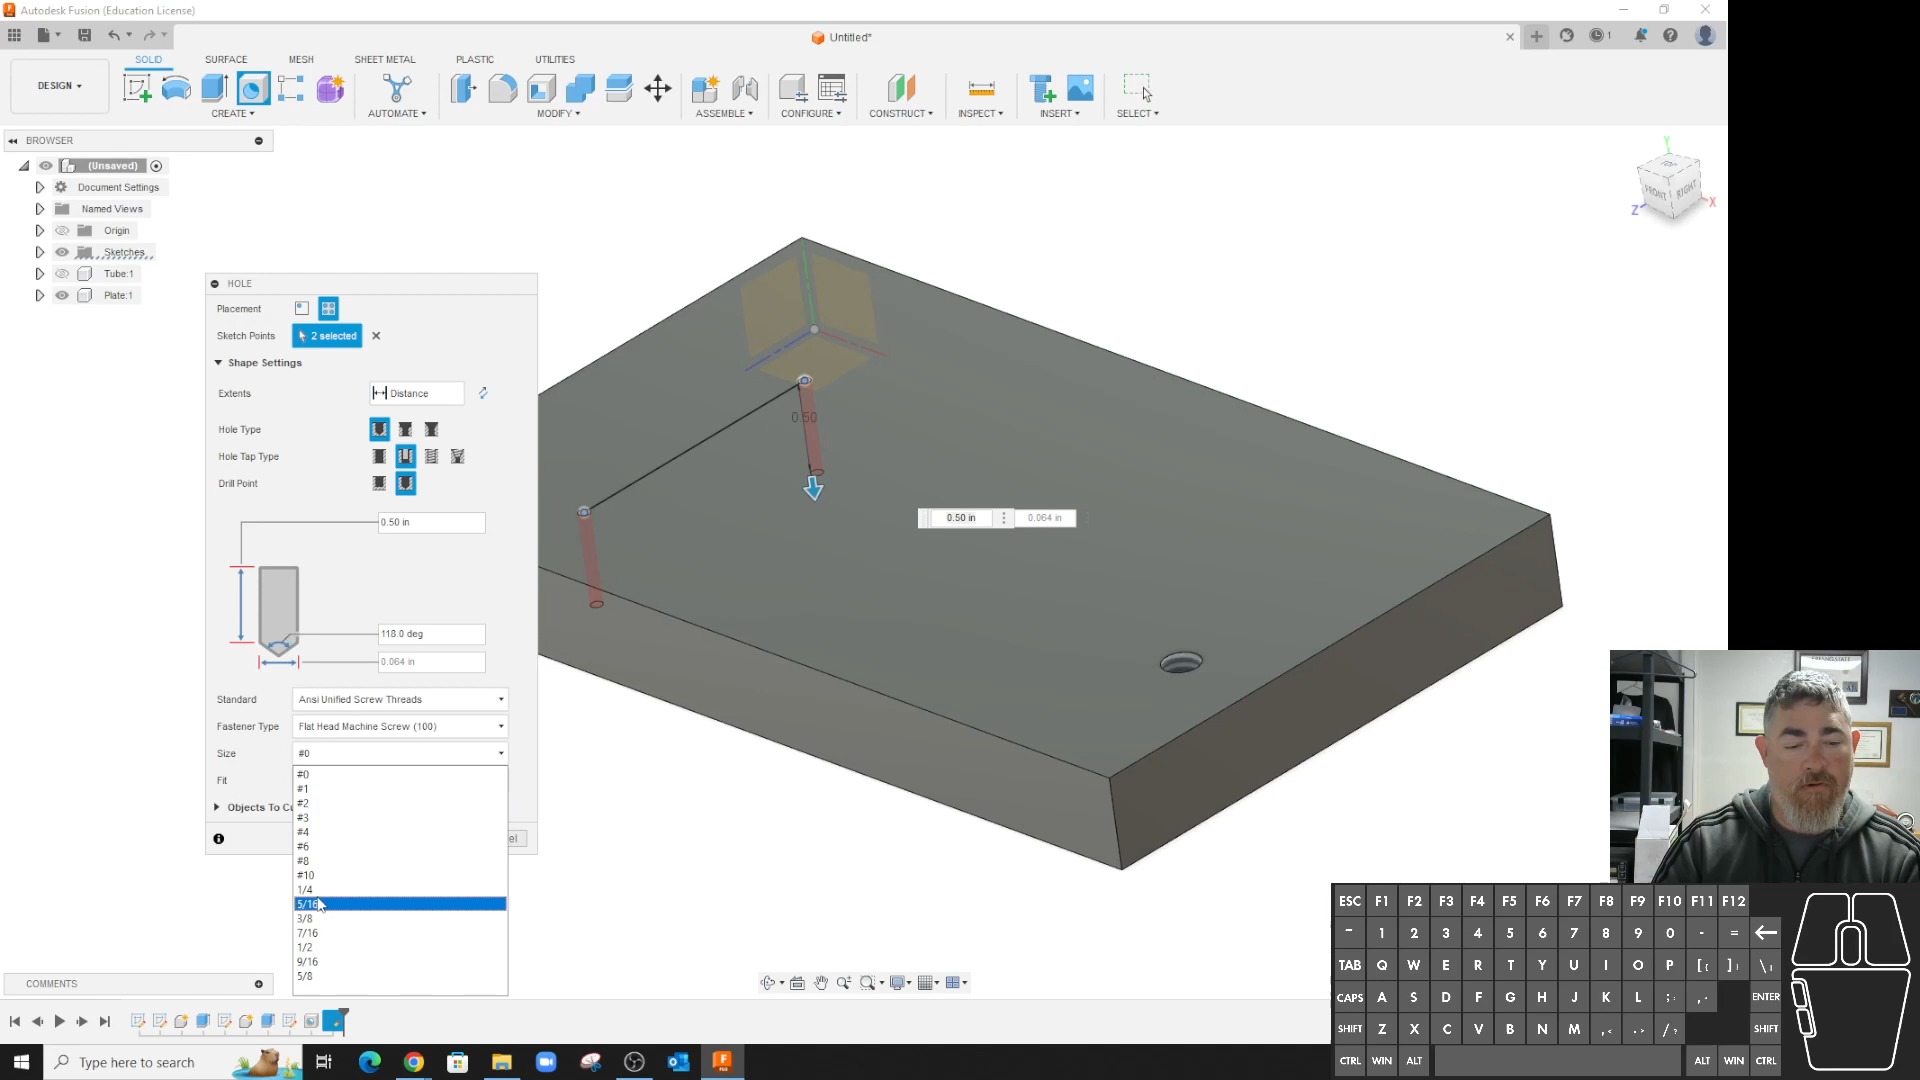 Autodesk Fusion (Education License)
Untitled*
1
DESIGN
SOLID
SURFACE
MESH
SHEET METAL
PLASTIC
UTILITIES
CREATE
AUTOMATE
MODIFY
ASSEMBLE
CONFIGURE
CONSTRUCT
INSPECT
INSERT
SELECT
BROWSER
(Unsaved)
Document Settings
Named Views
Origin
Sketches
Tube:1
Plate:1
TOP
FRONT
RIGHT
Y
Z
X
HOLE
Placement
Sketch Points
2 selected
Shape Settings
Extents
Distance
Hole Type
Hole Tap Type
Drill Point
0.50 in
118.0 deg
0.064 in
Standard
Ansi Unified Screw Threads
Fastener Type
Flat Head Machine Screw (100)
Size
#0
Fit
Objects To Cu
el
#0
#1
#2
#3
#4
#6
#8
#10
1/4
5/16
3/8
7/16
1/2
9/16
5/8
0.50
0.50 in
0.064 in
COMMENTS
Type here to search
ESC F1 F2 F3 F4 F5 F6 F7 F8 F9 F10 F11 F12
1 2 3 4 5 6 7 8 9 0 - =
TAB Q W E R T Y U I O P [{ ]} \|
CAPS A S D F G H J K L ;: ENTER
SHIFT Z X C V B N M ,< .> /? SHIFT
CTRL WIN ALT ALT WIN CTRL